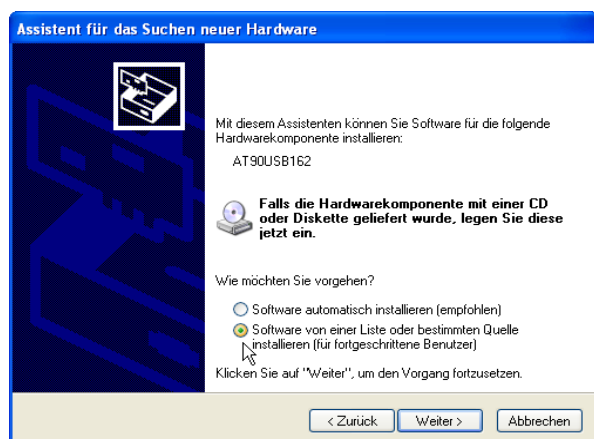 Assistent für das Suchen neuer Hardware
Mit diesem Assistenten können Sie Software für die folgende
Hardwarekomponente installieren:
AT90USB162
Falls die Hardwarekomponente mit einer CD
oder Diskette geliefert wurde, legen Sie diese
jetzt ein.
Wie möchten Sie vorgehen?
Software automatisch installieren (empfohlen)
Software von einer Liste oder bestimmten Quelle
installieren (für fortgeschrittene Benutzer)
Klicken Sie auf "Weiter", um den Vorgang fortzusetzen.
< Zurück Weiter > Abbrechen